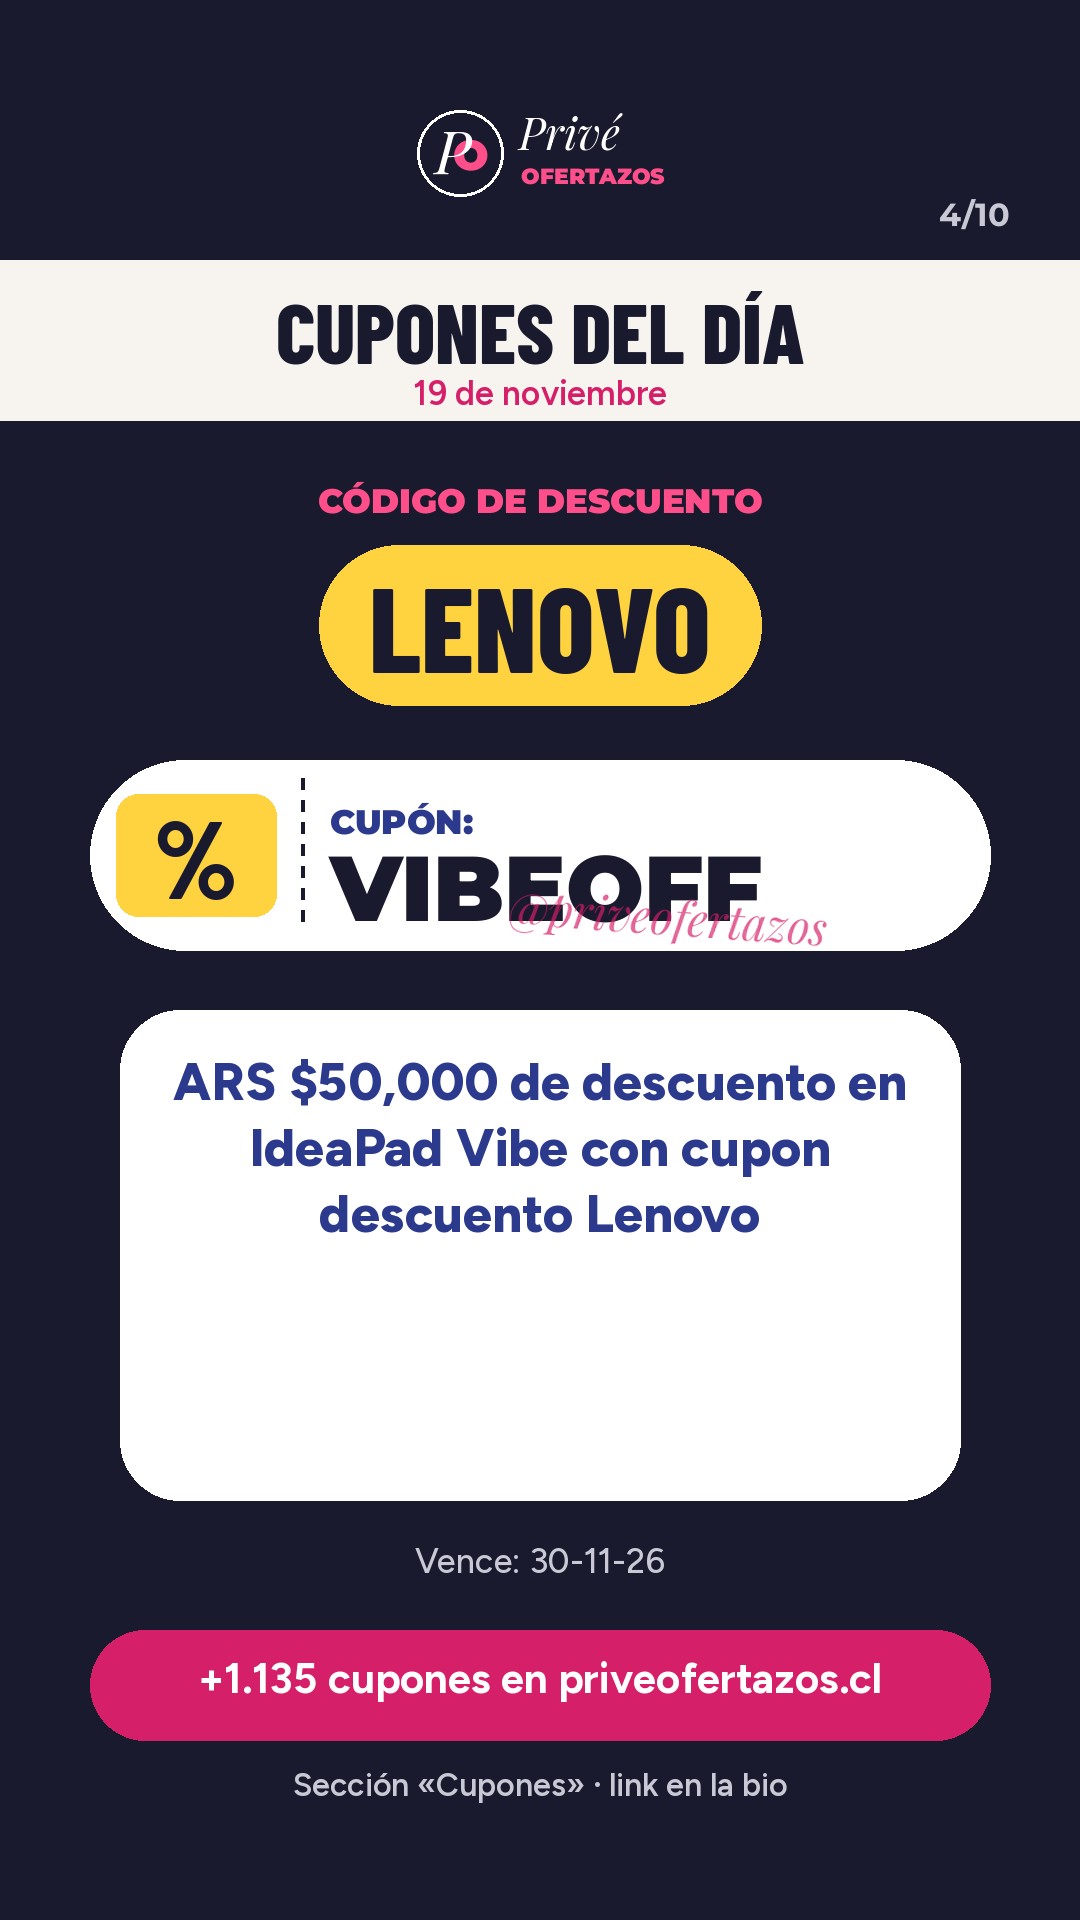 Po
Privé
OFERTAZOS
4/10
CUPONES DEL DÍA
19 de noviembre
CÓDIGO DE DESCUENTO
LENOVO
%
CUPÓN:
VIBEOFF
@priveofertazos
ARS $50,000 de descuento en
IdeaPad Vibe con cupon
descuento Lenovo
Vence: 30-11-26
+1.135 cupones en priveofertazos.cl
Sección «Cupones» · link en la bio